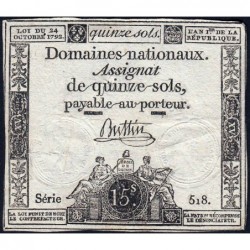 LOI DU 24 OCTOBRE 1792.
quinze sols.
L'AN 1er DE LA RÉPUBLIQUE.
Domaines nationaux.
Assignat
de quinze sols,
payable au porteur.
Buttin
Série 518.
15s
LA LOI PUNIT DE MORT LE CONTREFACTEUR.
LA NATION RÉCOMPENSE LE DÉNONCIATEUR.